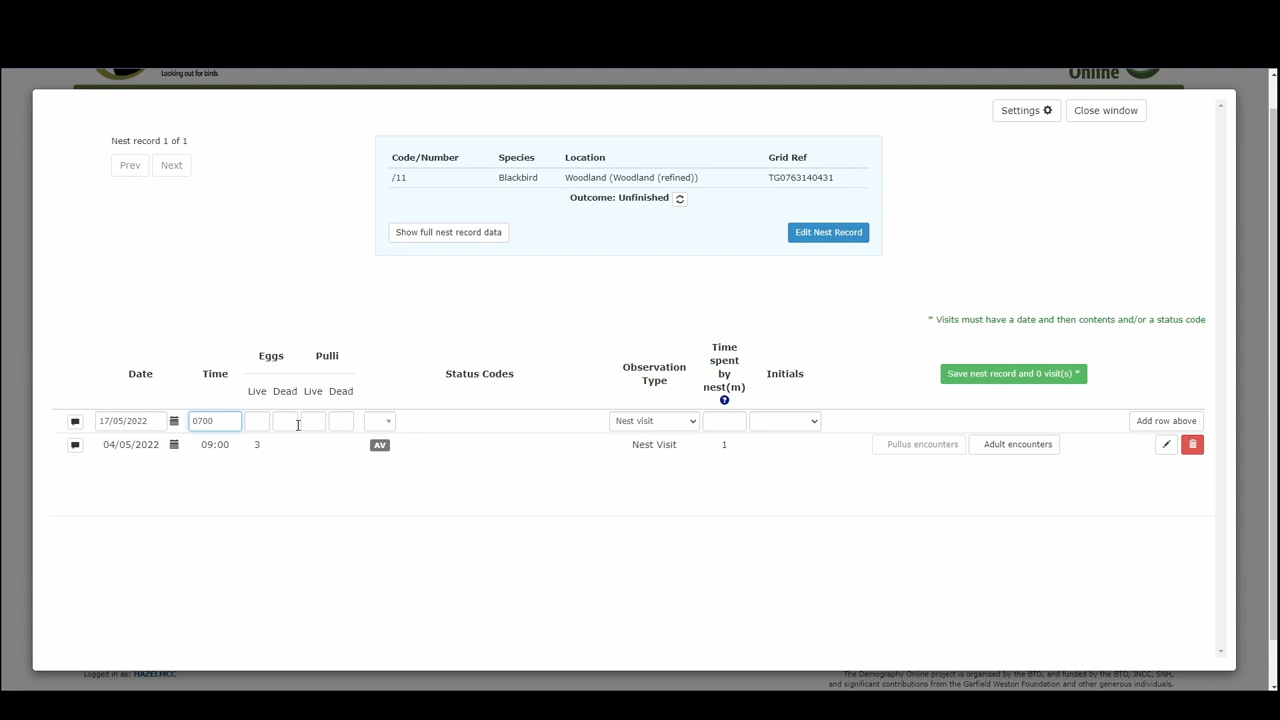 Looking out for birds
Online
Settings
Close window
Nest record 1 of 1
Prev
Next
Code/Number Species Location Grid Ref
/11 Blackbird Woodland (Woodland (refined)) TG0763140431
Outcome: Unfinished
Show full nest record data
Edit Nest Record
* Visits must have a date and then contents and/or a status code
Date Time Eggs Pulli Status Codes Observation Type Time spent by nest(m) Initials
Live Dead Live Dead
?
Save nest record and 0 visit(s) *
17/05/2022 0700 Nest visit Add row above
04/05/2022 09:00 3 AV Nest Visit 1 Pullus encounters Adult encounters
Logged in as: HAZELMCC
The Demography Online project is organised by the BTO, and funded by the BTO, JNCC, SNH,
and significant contributions from the Garfield Weston Foundation and other generous individuals.